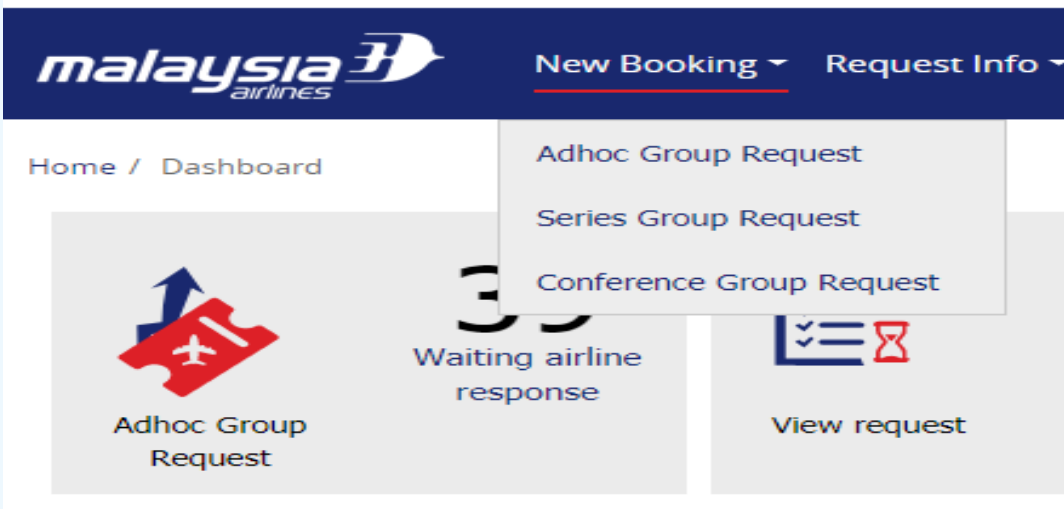 malaysia
airlines
New Booking
Request Info
Home / Dashboard
Adhoc Group Request
Series Group Request
Conference Group Request
Waiting airline
response
Adhoc Group
Request
View request